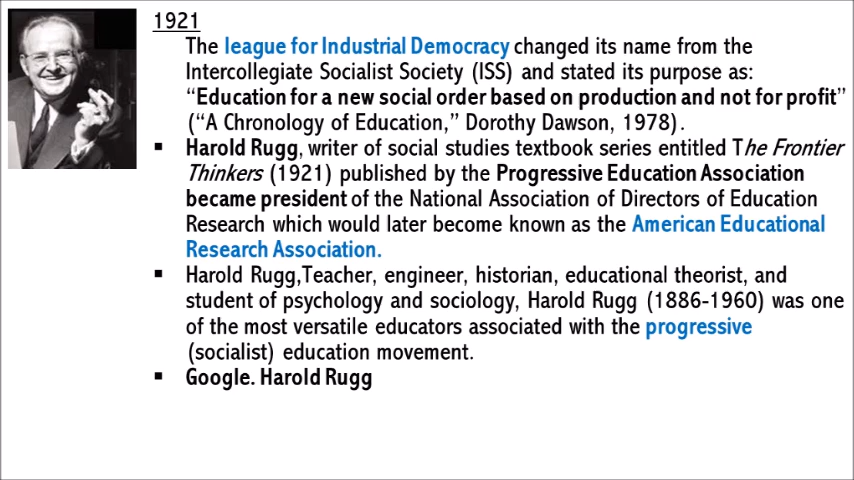 1921
The league for Industrial Democracy changed its name from the
Intercollegiate Socialist Society (ISS) and stated its purpose as:
“Education for a new social order based on production and not for profit”
(“A Chronology of Education,” Dorothy Dawson, 1978).
▪ Harold Rugg, writer of social studies textbook series entitled The Frontier
Thinkers (1921) published by the Progressive Education Association
became president of the National Association of Directors of Education
Research which would later become known as the American Educational
Research Association.
▪ Harold Rugg,Teacher, engineer, historian, educational theorist, and
student of psychology and sociology, Harold Rugg (1886-1960) was one
of the most versatile educators associated with the progressive
(socialist) education movement.
▪ Google. Harold Rugg